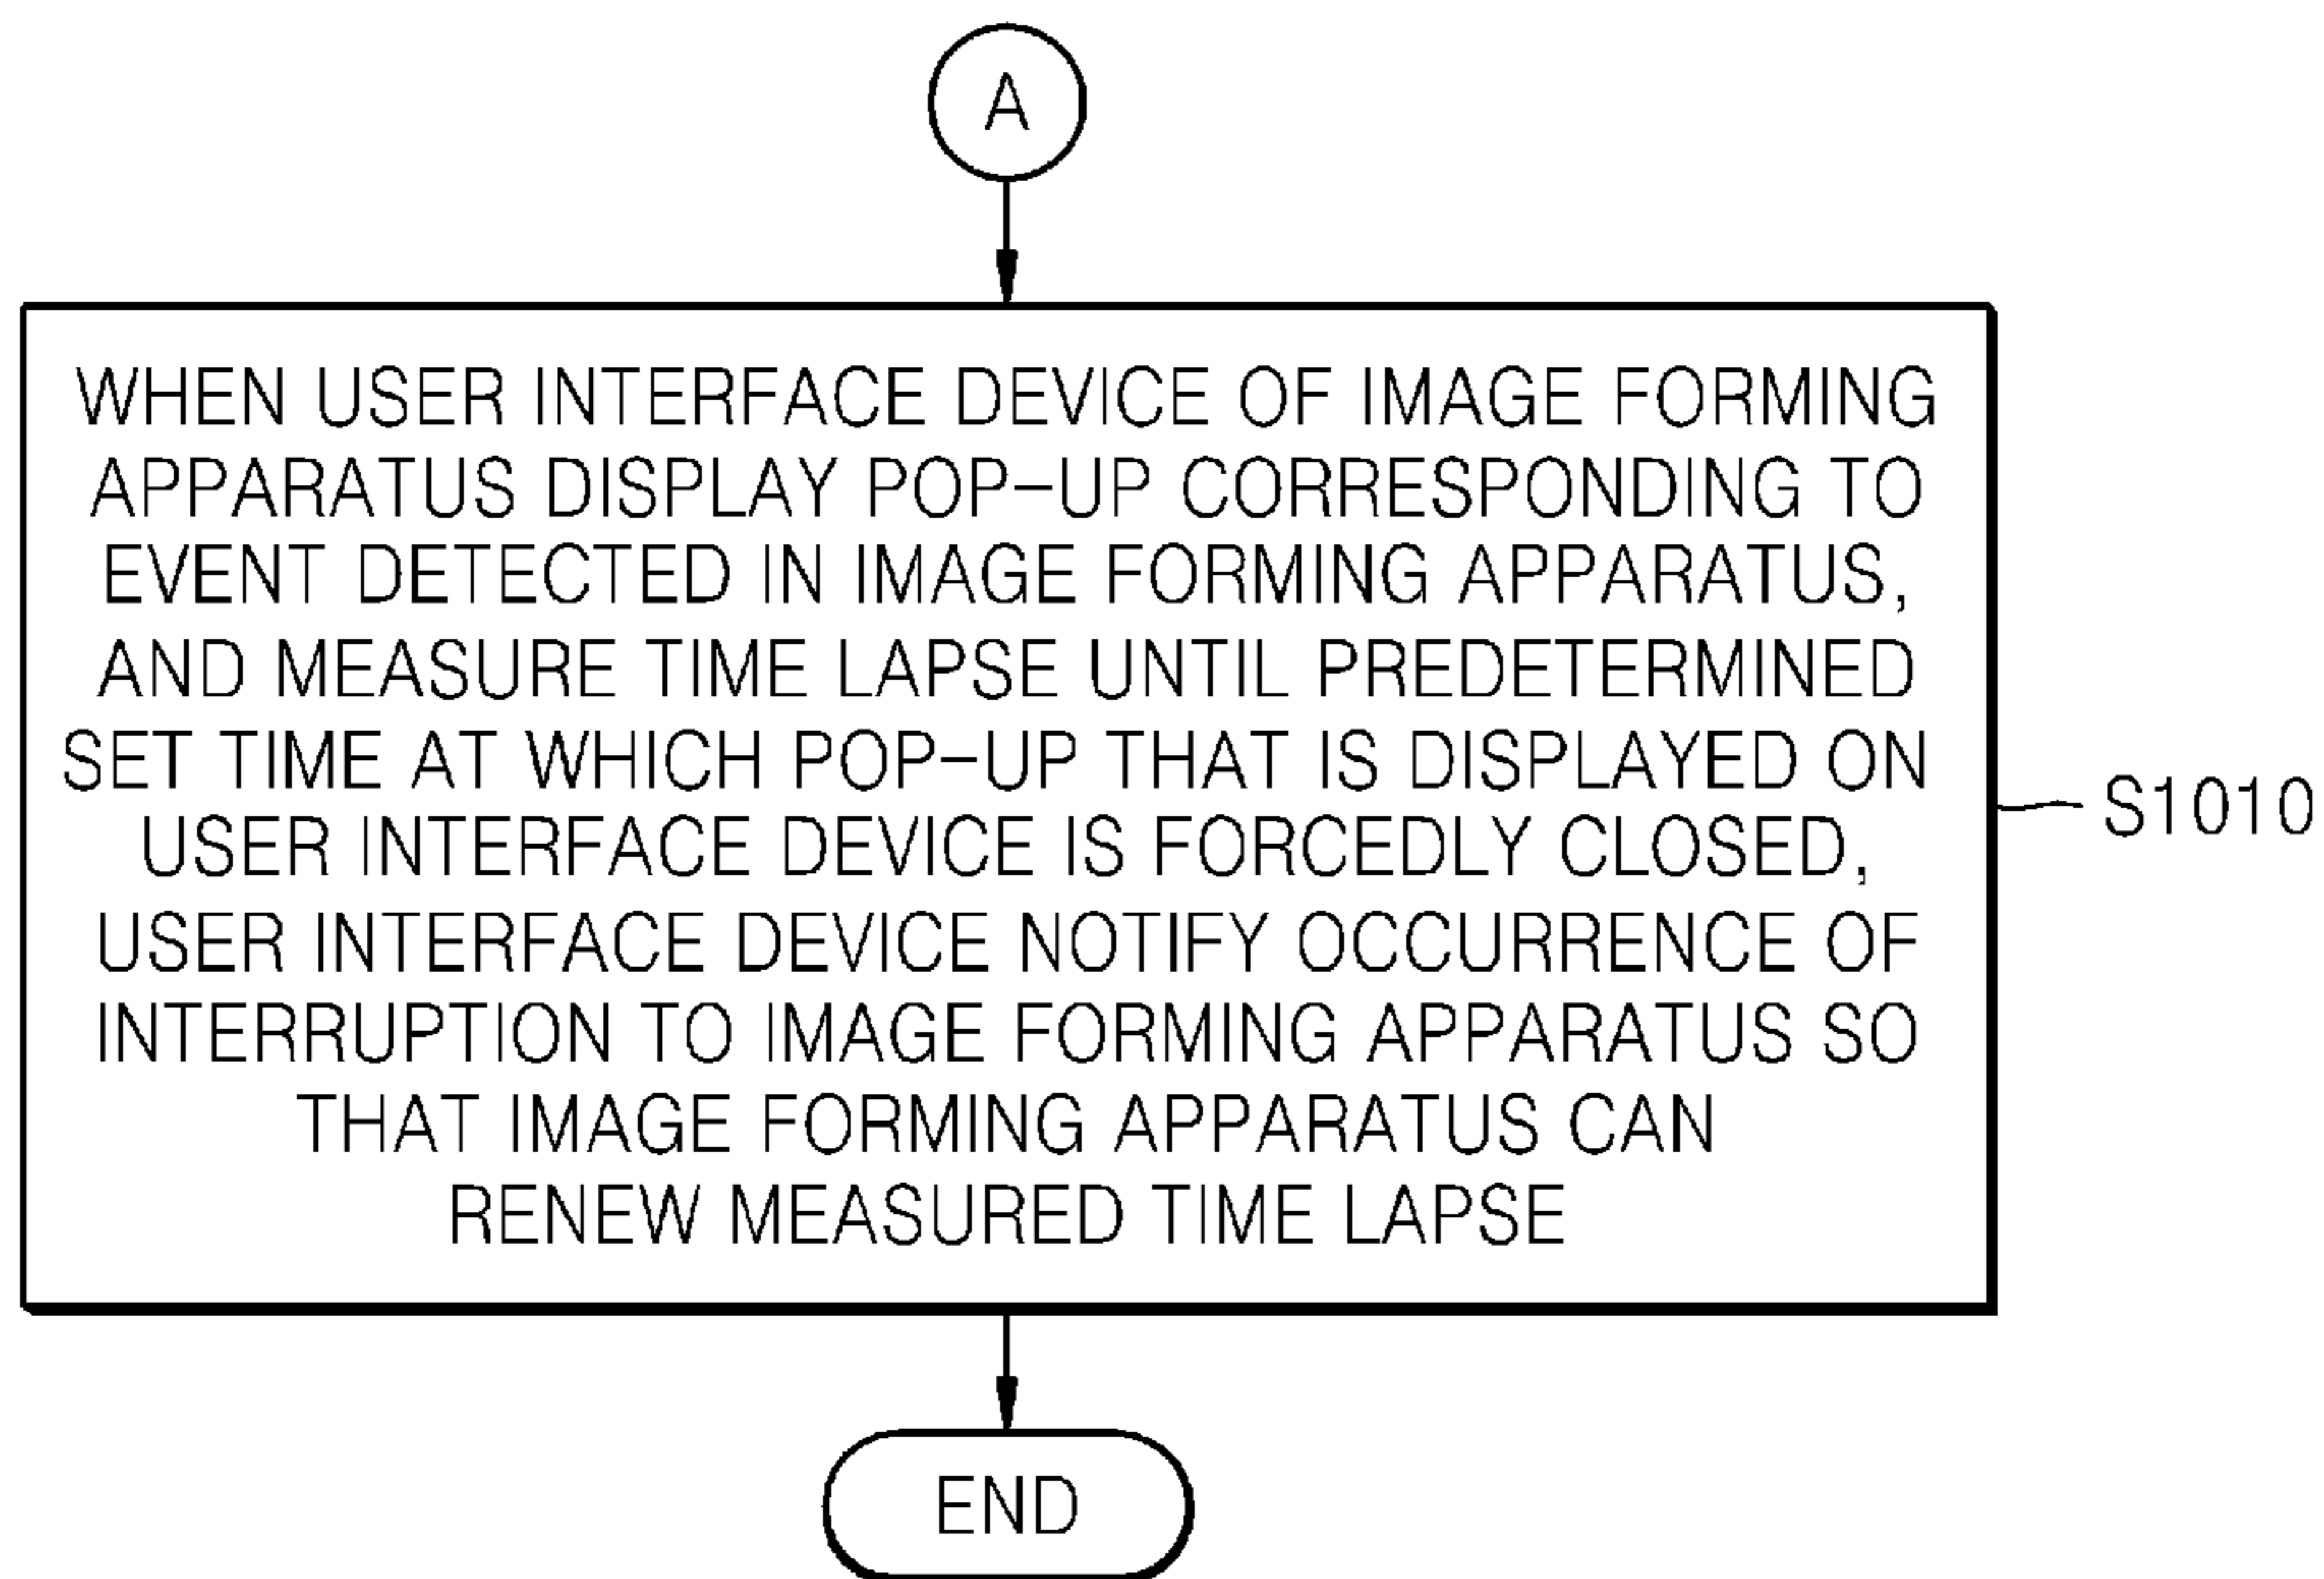 A
WHEN USER INTERFACE DEVICE OF IMAGE FORMING
APPARATUS DISPLAY POP-UP CORRESPONDING TO
EVENT DETECTED IN IMAGE FORMING APPARATUS,
AND MEASURE TIME LAPSE UNTIL PREDETERMINED
SET TIME AT WHICH POP-UP THAT IS DISPLAYED ON
USER INTERFACE DEVICE IS FORCEDLY CLOSED,
USER INTERFACE DEVICE NOTIFY OCCURRENCE OF
INTERRUPTION TO IMAGE FORMING APPARATUS SO
THAT IMAGE FORMING APPARATUS CAN
RENEW MEASURED TIME LAPSE
S1010
END